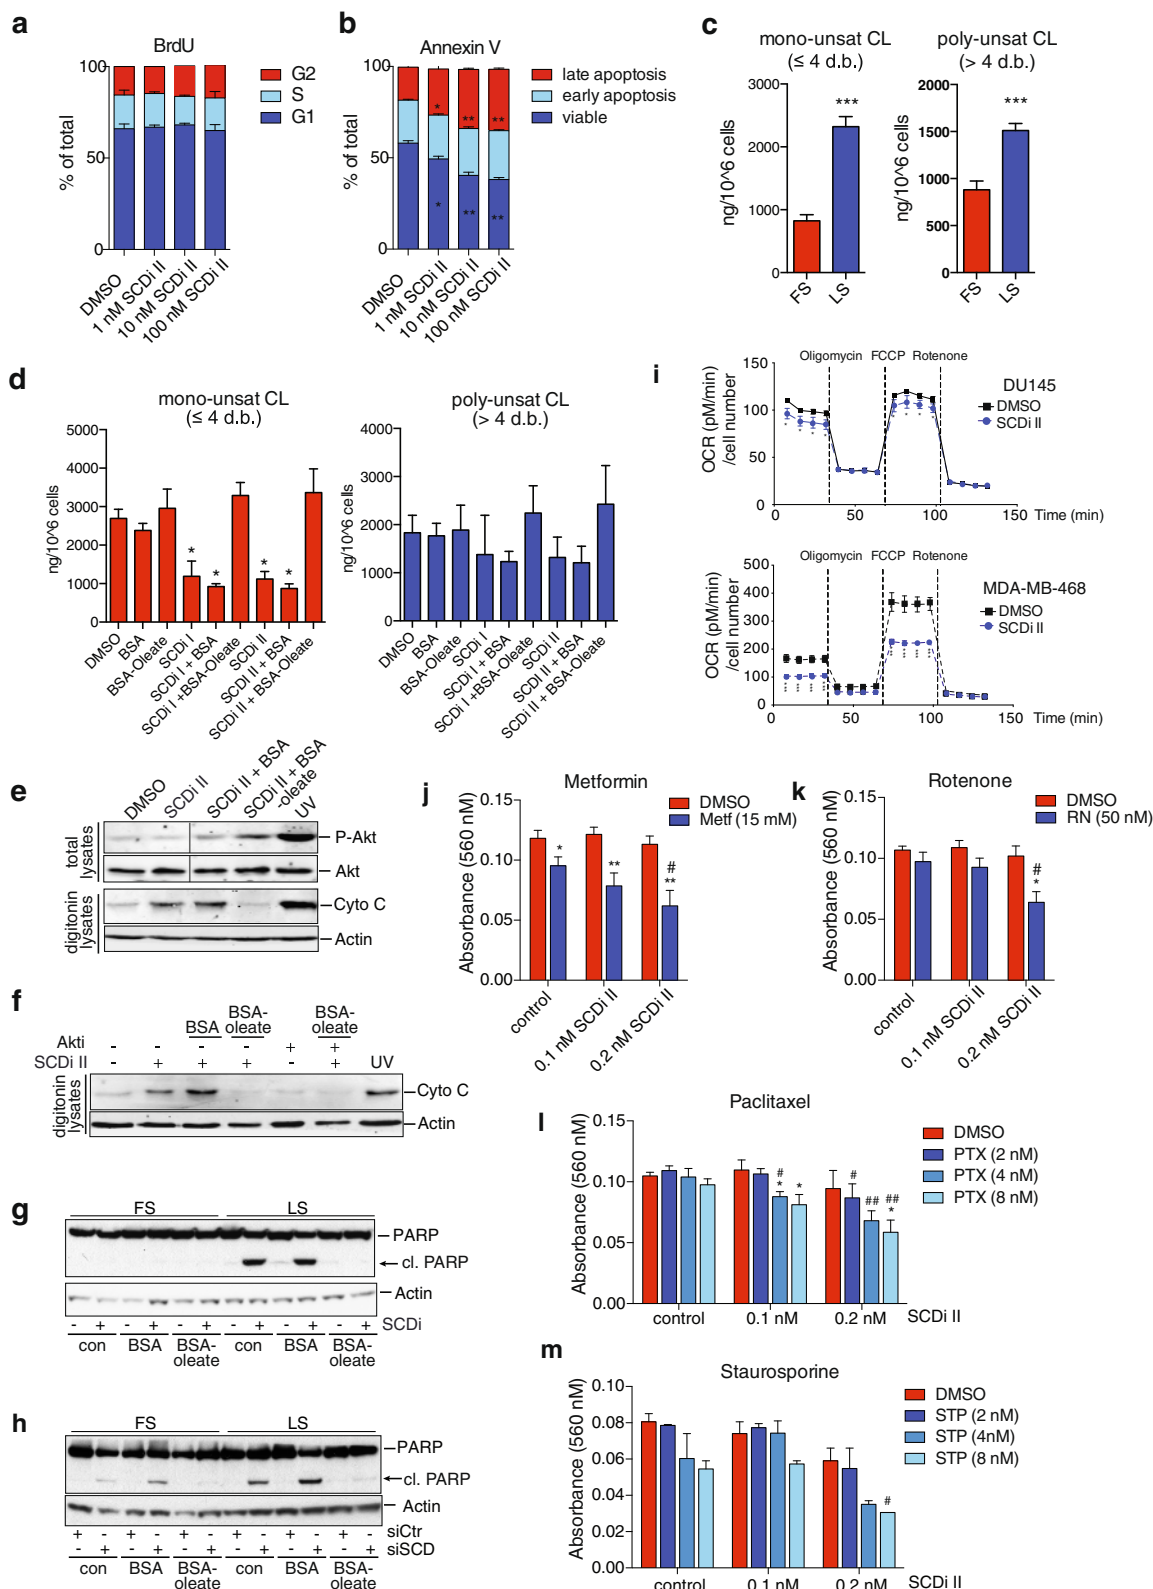 a
BrdU
100
50
0
% of total
G2
S
G1
DMSO
1 nM SCDi II
10 nM SCDi II
100 nM SCDi II
b
Annexin V
100
50
0
% of total
late apoptosis
early apoptosis
viable
*
**
**
*
**
**
DMSO
1 nM SCDi II
10 nM SCDi II
100 nM SCDi II
c
mono-unsat CL
(≤ 4 d.b.)
3000
2000
1000
0
ng/10^6 cells
***
FS
LS
poly-unsat CL
(> 4 d.b.)
2000
1500
1000
500
0
ng/10^6 cells
***
FS
LS
d
mono-unsat CL
(≤ 4 d.b.)
5000
4000
3000
2000
1000
0
ng/10^6 cells
*
*
*
*
DMSO
BSA
BSA-Oleate
SCDi I
SCDi I + BSA
SCDi I +BSA-Oleate
SCDi II
SCDi II + BSA
SCDi II + BSA-Oleate
poly-unsat CL
(> 4 d.b.)
4000
3000
2000
1000
0
ng/10^6 cells
DMSO
BSA
BSA-Oleate
SCDi I
SCDi I + BSA
SCDi I +BSA-Oleate
SCDi II
SCDi II + BSA
SCDi II + BSA-Oleate
i
Oligomycin FCCP Rotenone
DU145
DMSO
SCDi II
150
100
50
0
OCR (pM/min)
/cell number
0 50 100 150 Time (min)
Oligomycin FCCP Rotenone
MDA-MB-468
DMSO
SCDi II
500
400
300
200
100
0
OCR (pM/min)
/cell number
0 50 100 150 Time (min)
e
DMSO
SCDi II
SCDi II + BSA
SCDi II + BSA
-oleate
UV
total
lysates
P-Akt
Akt
digitonin
lysates
Cyto C
Actin
f
BSA
BSA-
oleate
BSA-
oleate
Akti - - - - + +
SCDi II - + + + - + UV
digitonin
lysates
Cyto C
Actin
g
FS LS
PARP
cl. PARP
Actin
- + - + - + - + - + - + SCDi
con BSA BSA-
oleate con BSA BSA-
oleate
h
FS LS
PARP
cl. PARP
Actin
+ - + - + - + - + - + - siCtr
- + - + - + - + - + - + siSCD
con BSA BSA-
oleate con BSA BSA-
oleate
j
Metformin
DMSO
Metf (15 mM)
0.15
0.10
0.05
0.00
Absorbance (560 nM)
*
**
#
**
control
0.1 nM SCDi II
0.2 nM SCDi II
k
Rotenone
DMSO
RN (50 nM)
0.15
0.10
0.05
0.00
Absorbance (560 nM)
#
*
control
0.1 nM SCDi II
0.2 nM SCDi II
l
Paclitaxel
DMSO
PTX (2 nM)
PTX (4 nM)
PTX (8 nM)
0.15
0.10
0.05
0.00
Absorbance (560 nM)
#
*
*
#
##
##
*
control 0.1 nM 0.2 nM SCDi II
m
Staurosporine
DMSO
STP (2 nM)
STP (4nM)
STP (8 nM)
0.10
0.08
0.06
0.04
0.02
0.00
Absorbance (560 nM)
#
control 0.1 nM 0.2 nM SCDi II